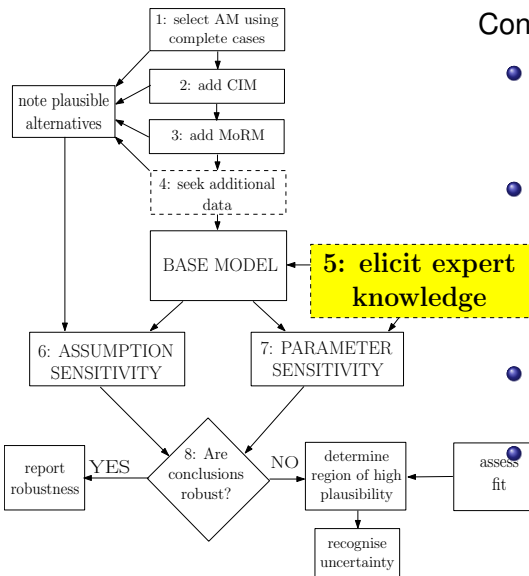 1: select AM using
complete cases
Con
2: add CIM
note plausible
alternatives
3: add MoRM
4: seek additional
data
BASE MODEL
5: elicit expert
knowledge
6: ASSUMPTION
SENSITIVITY
7: PARAMETER
SENSITIVITY
8: Are
conclusions
robust?
YES
NO
report
robustness
determine
region of high
plausibility
assess
fit
recognise
uncertainty